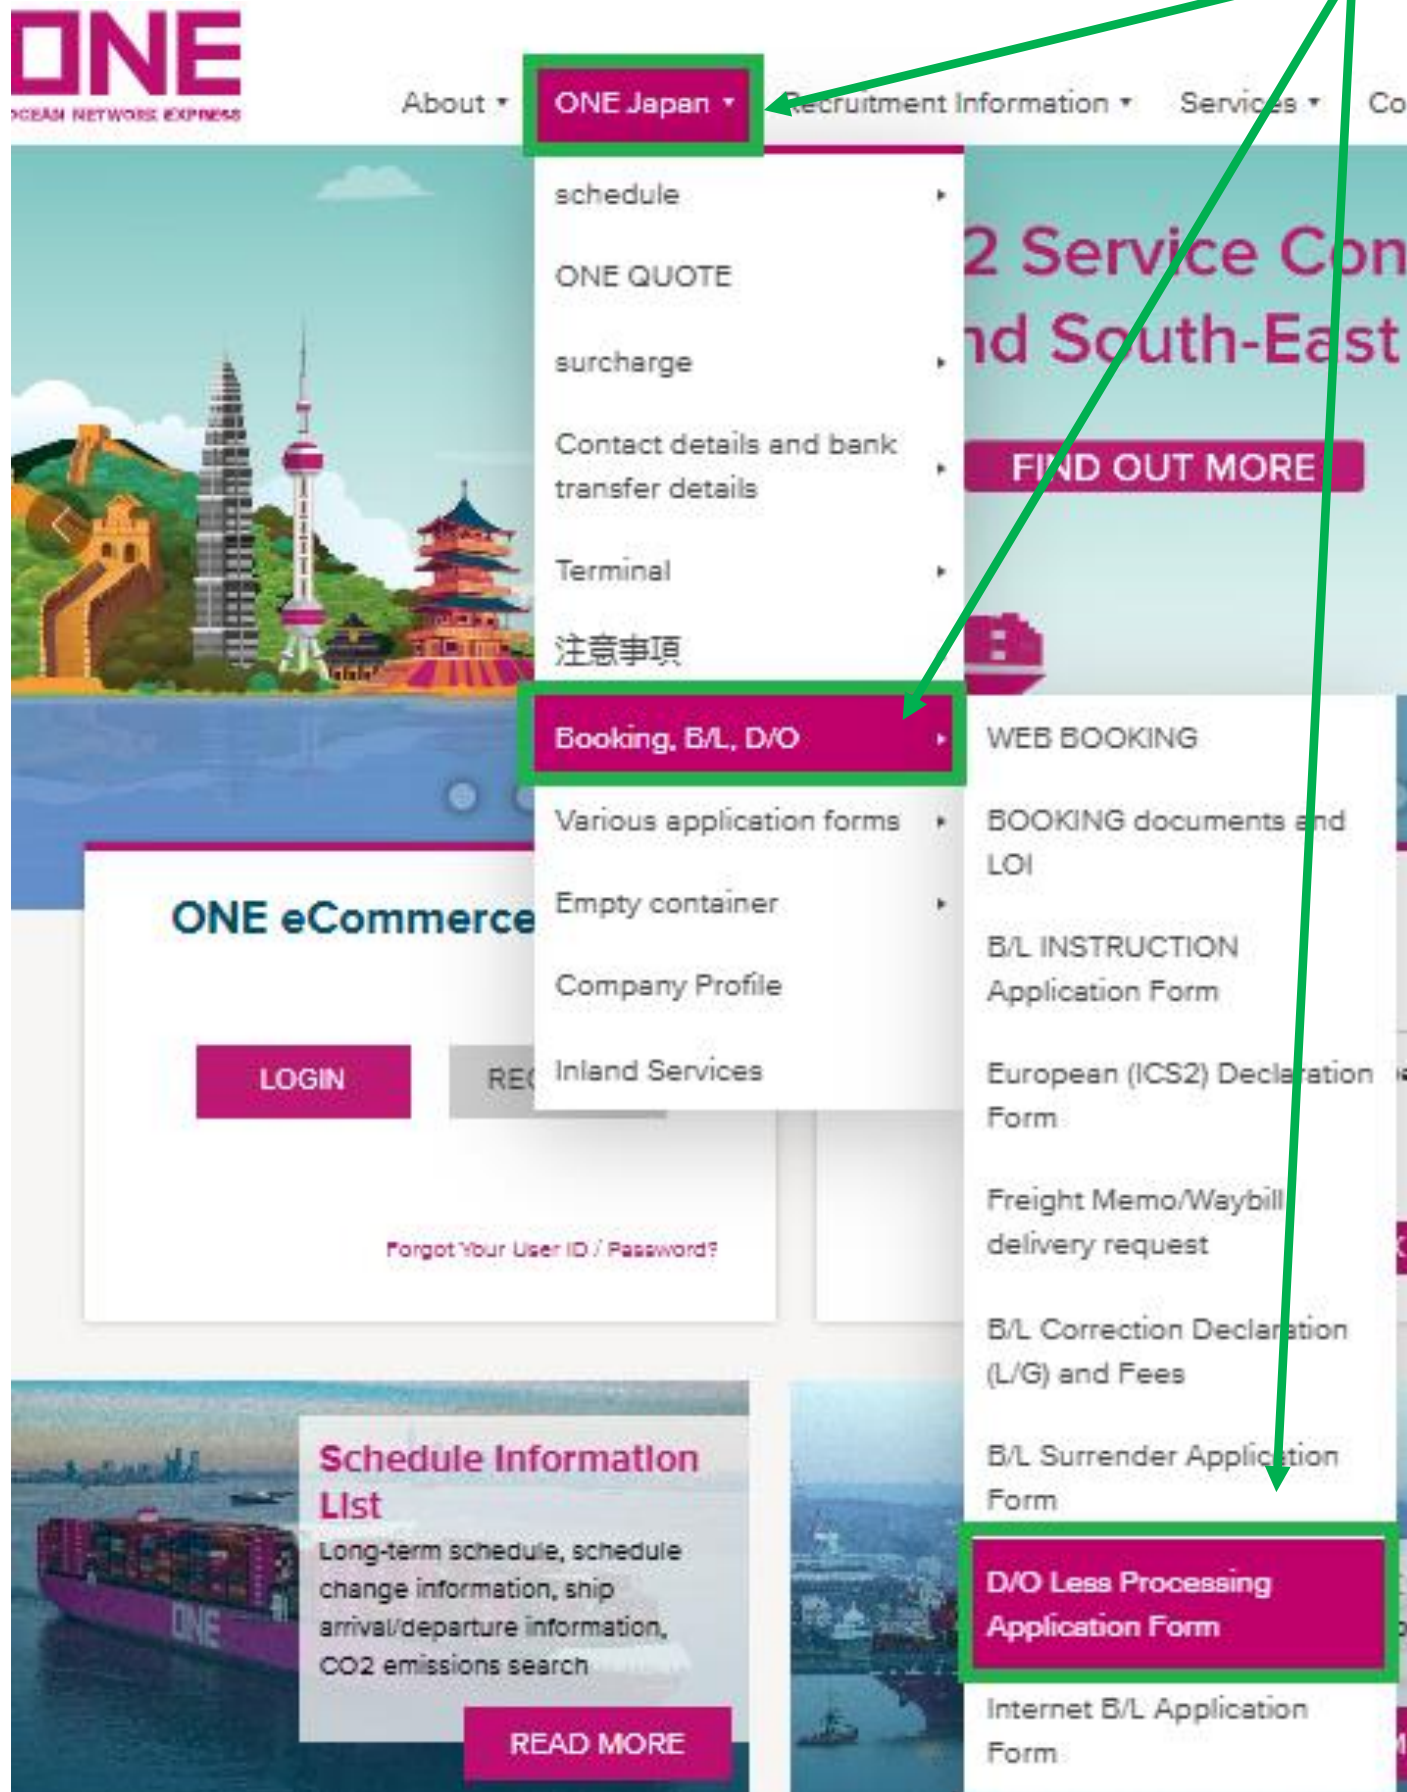 ONE
OCEAN NETWORK EXPRESS
About
ONE Japan
Recruitment Information
Services
Co
schedule
ONE QUOTE
surcharge
Contact details and bank
transfer details
Terminal
注意事項
Booking, B/L, D/O
Various application forms
Empty container
Company Profile
Inland Services
2 Service Con
nd South-East
FIND OUT MORE
WEB BOOKING
BOOKING documents and
LOI
B/L INSTRUCTION
Application Form
European (ICS2) Declaration
Form
Freight Memo/Waybill
delivery request
B/L Correction Declaration
(L/G) and Fees
B/L Surrender Application
Form
D/O Less Processing
Application Form
Internet B/L Application
Form
ONE eCommerce
LOGIN
REG
Forgot Your User ID / Password?
Schedule Information
List
Long-term schedule, schedule
change information, ship
arrival/departure information,
CO2 emissions search
READ MORE
ONE